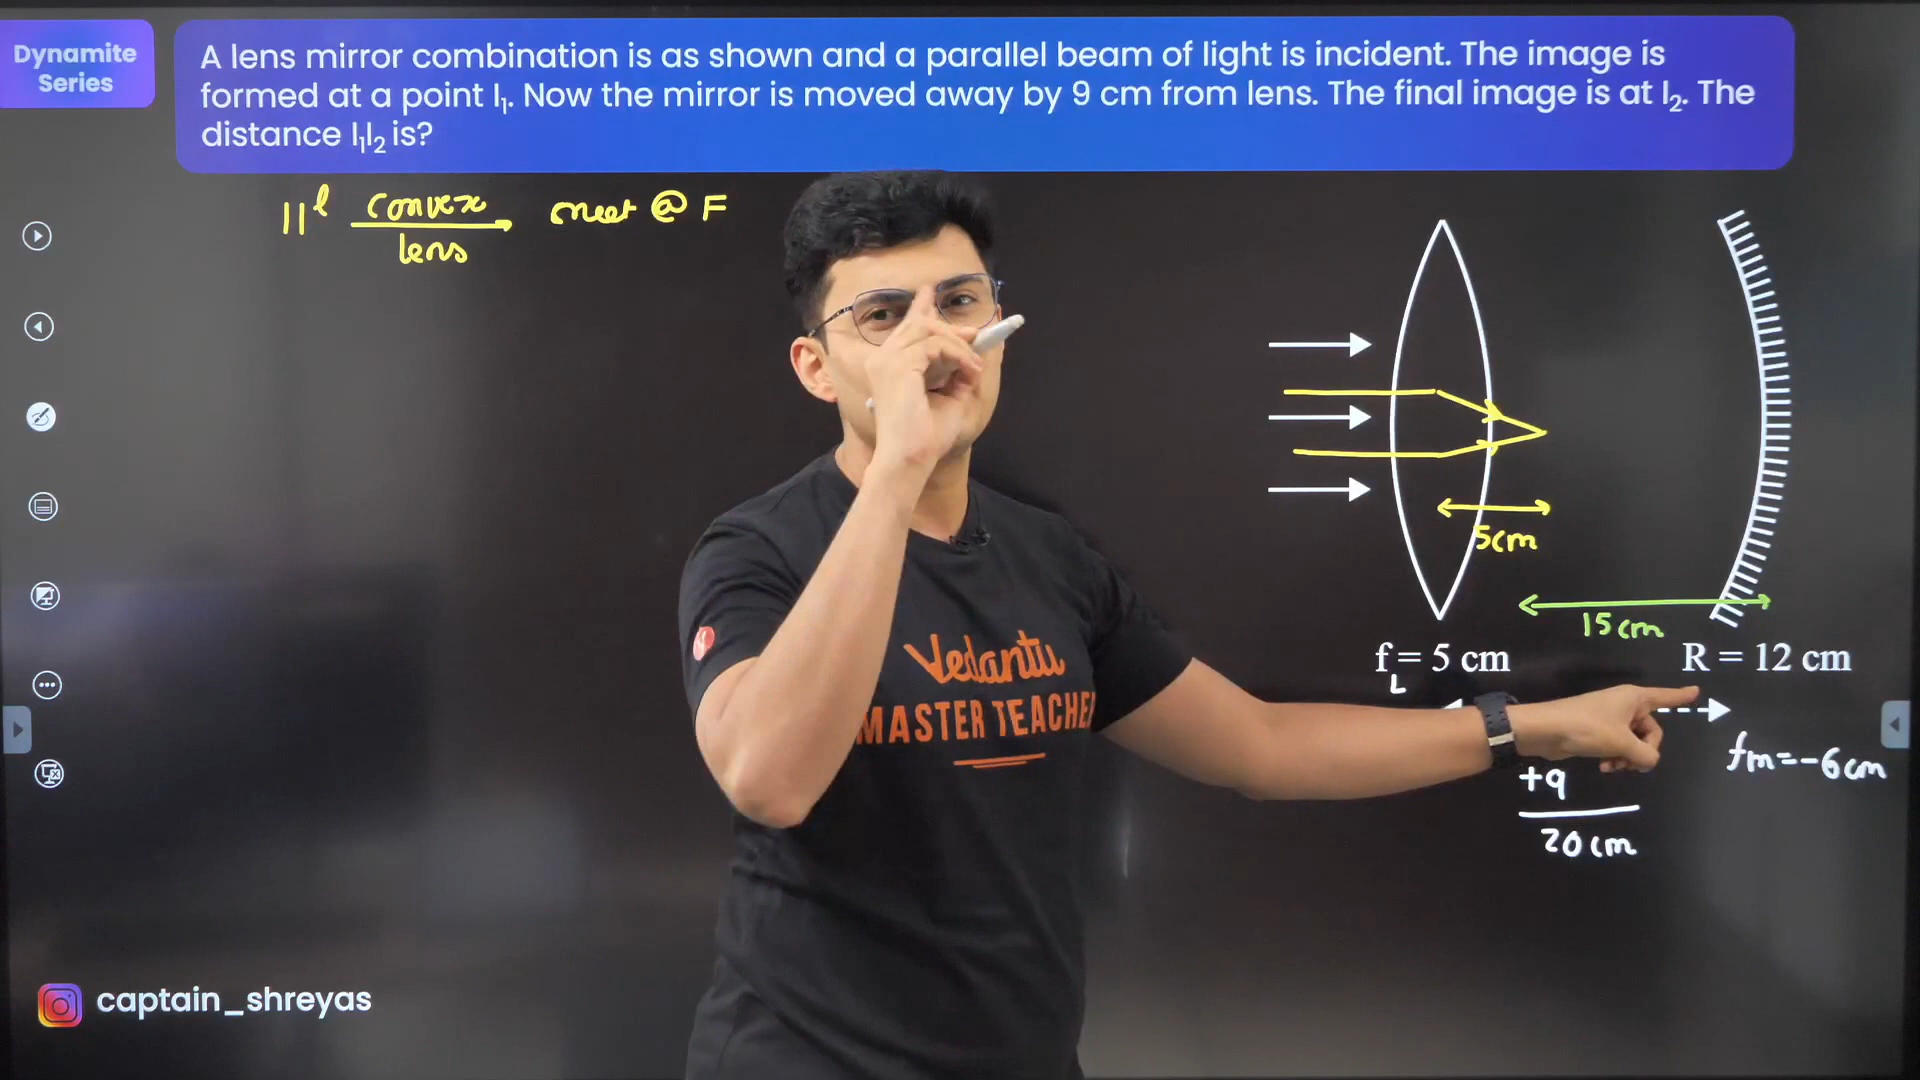 Dynamite
Series
A lens mirror combination is as shown and a parallel beam of light is incident. The image is
formed at a point I₁. Now the mirror is moved away by 9 cm from lens. The final image is at I₂. The
distance I₁I₂ is?
||ˡ convex meet @ F
lens
5cm
15cm
f = 5 cm R = 12 cm
L
fm=-6cm
+9
20cm
Vedantu
MASTER TEACHER
captain_shreyas